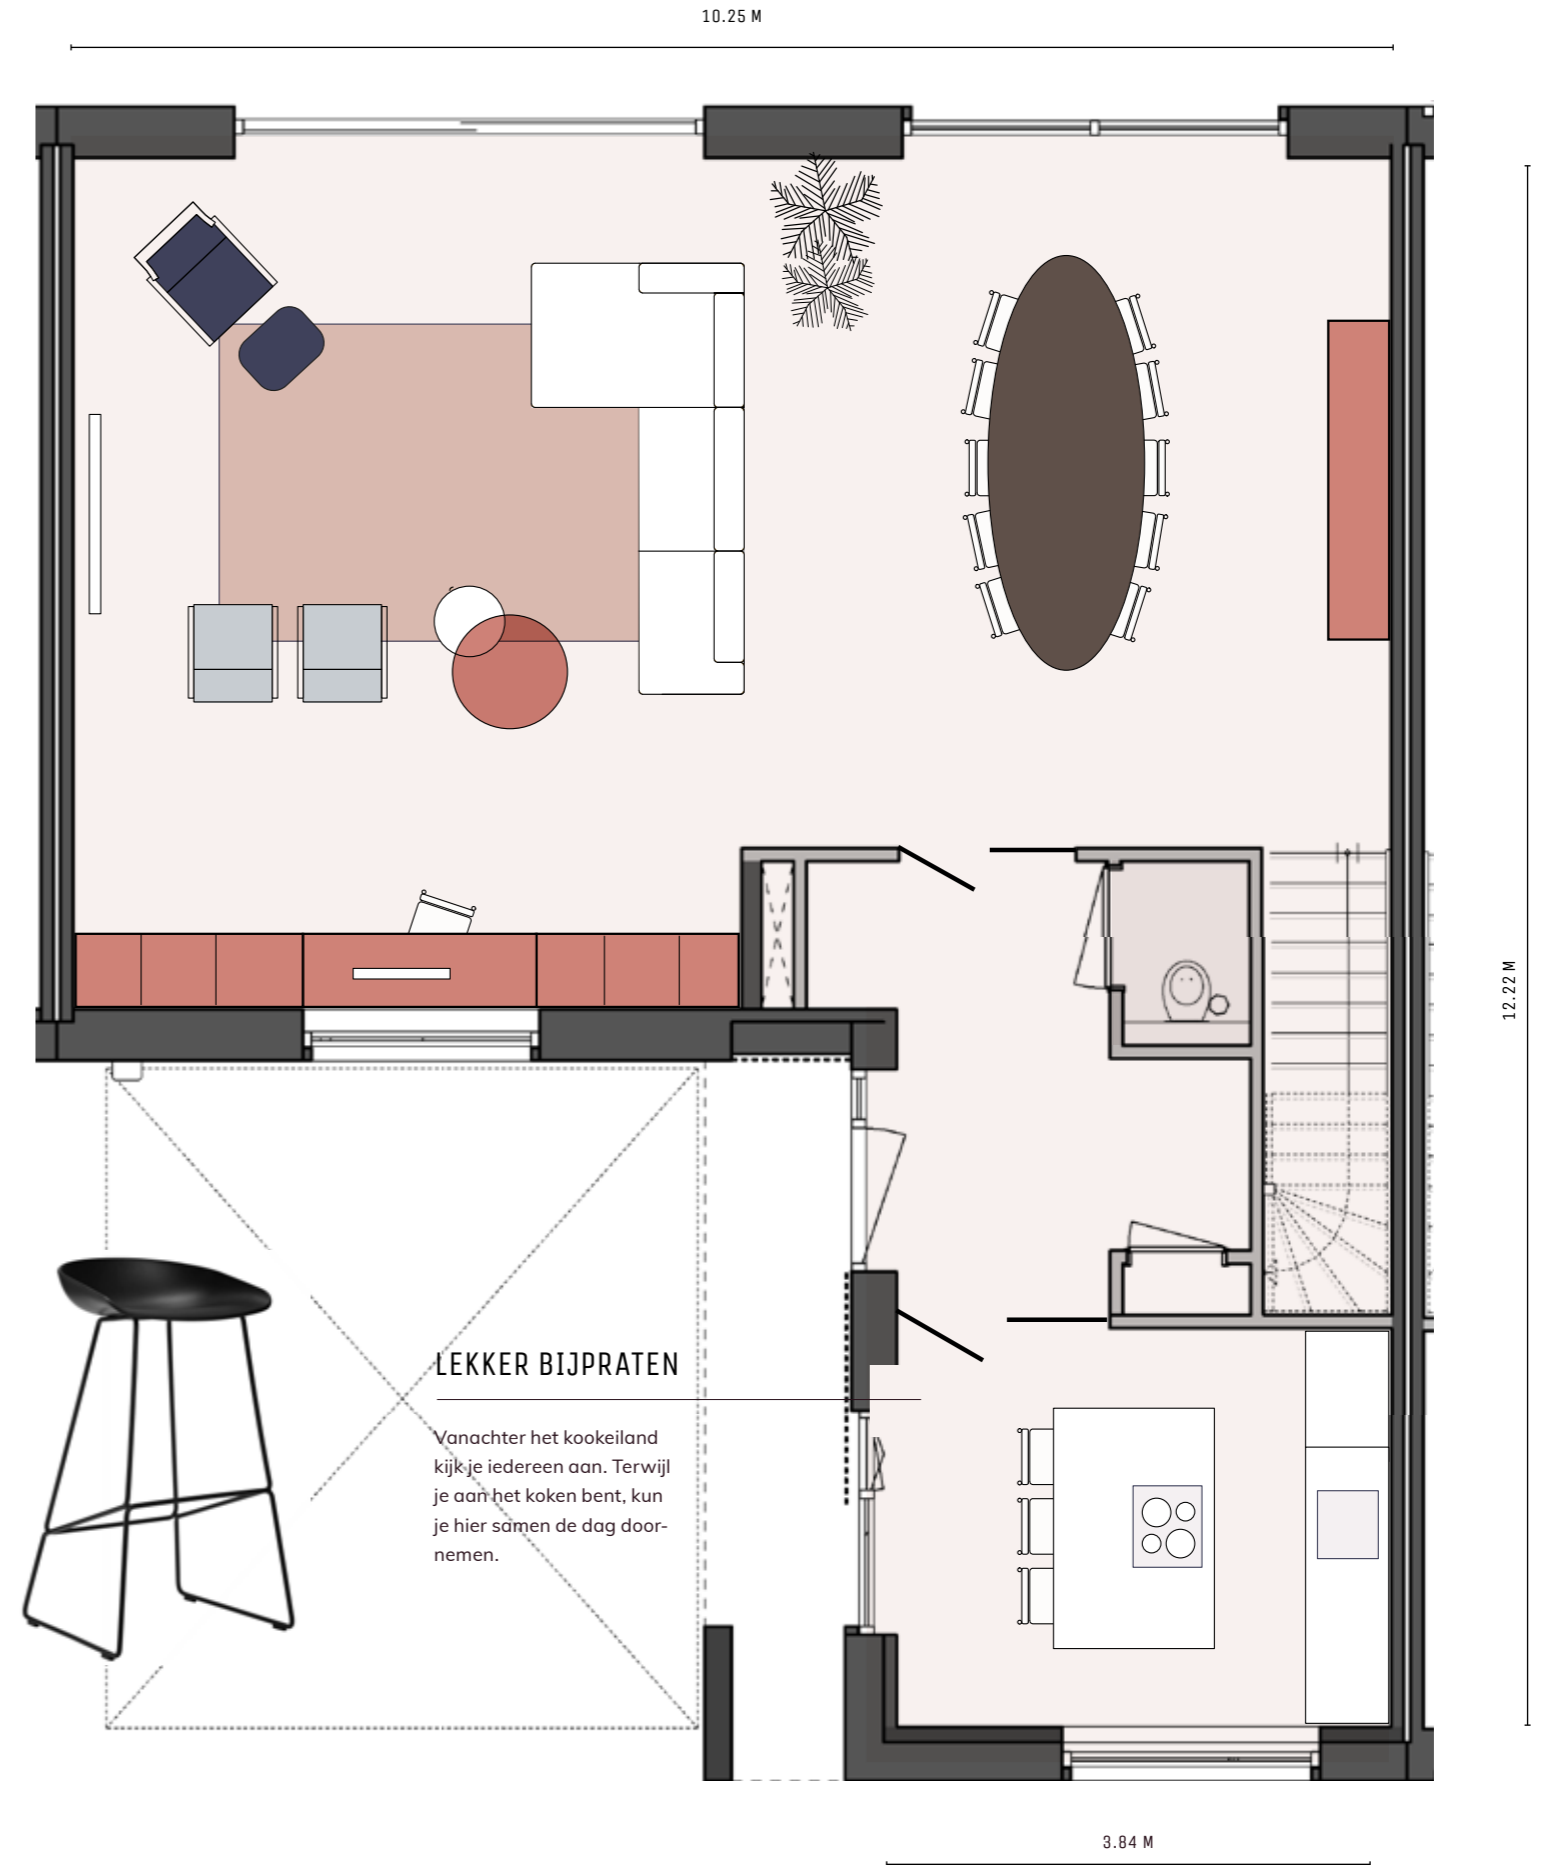 10.25 M
12.22 M
LEKKER BIJPRATEN
Vanachter het kookeiland
kijk je iedereen aan. Terwijl
je aan het koken bent, kun
je hier samen de dag door-
nemen.
3.84 M